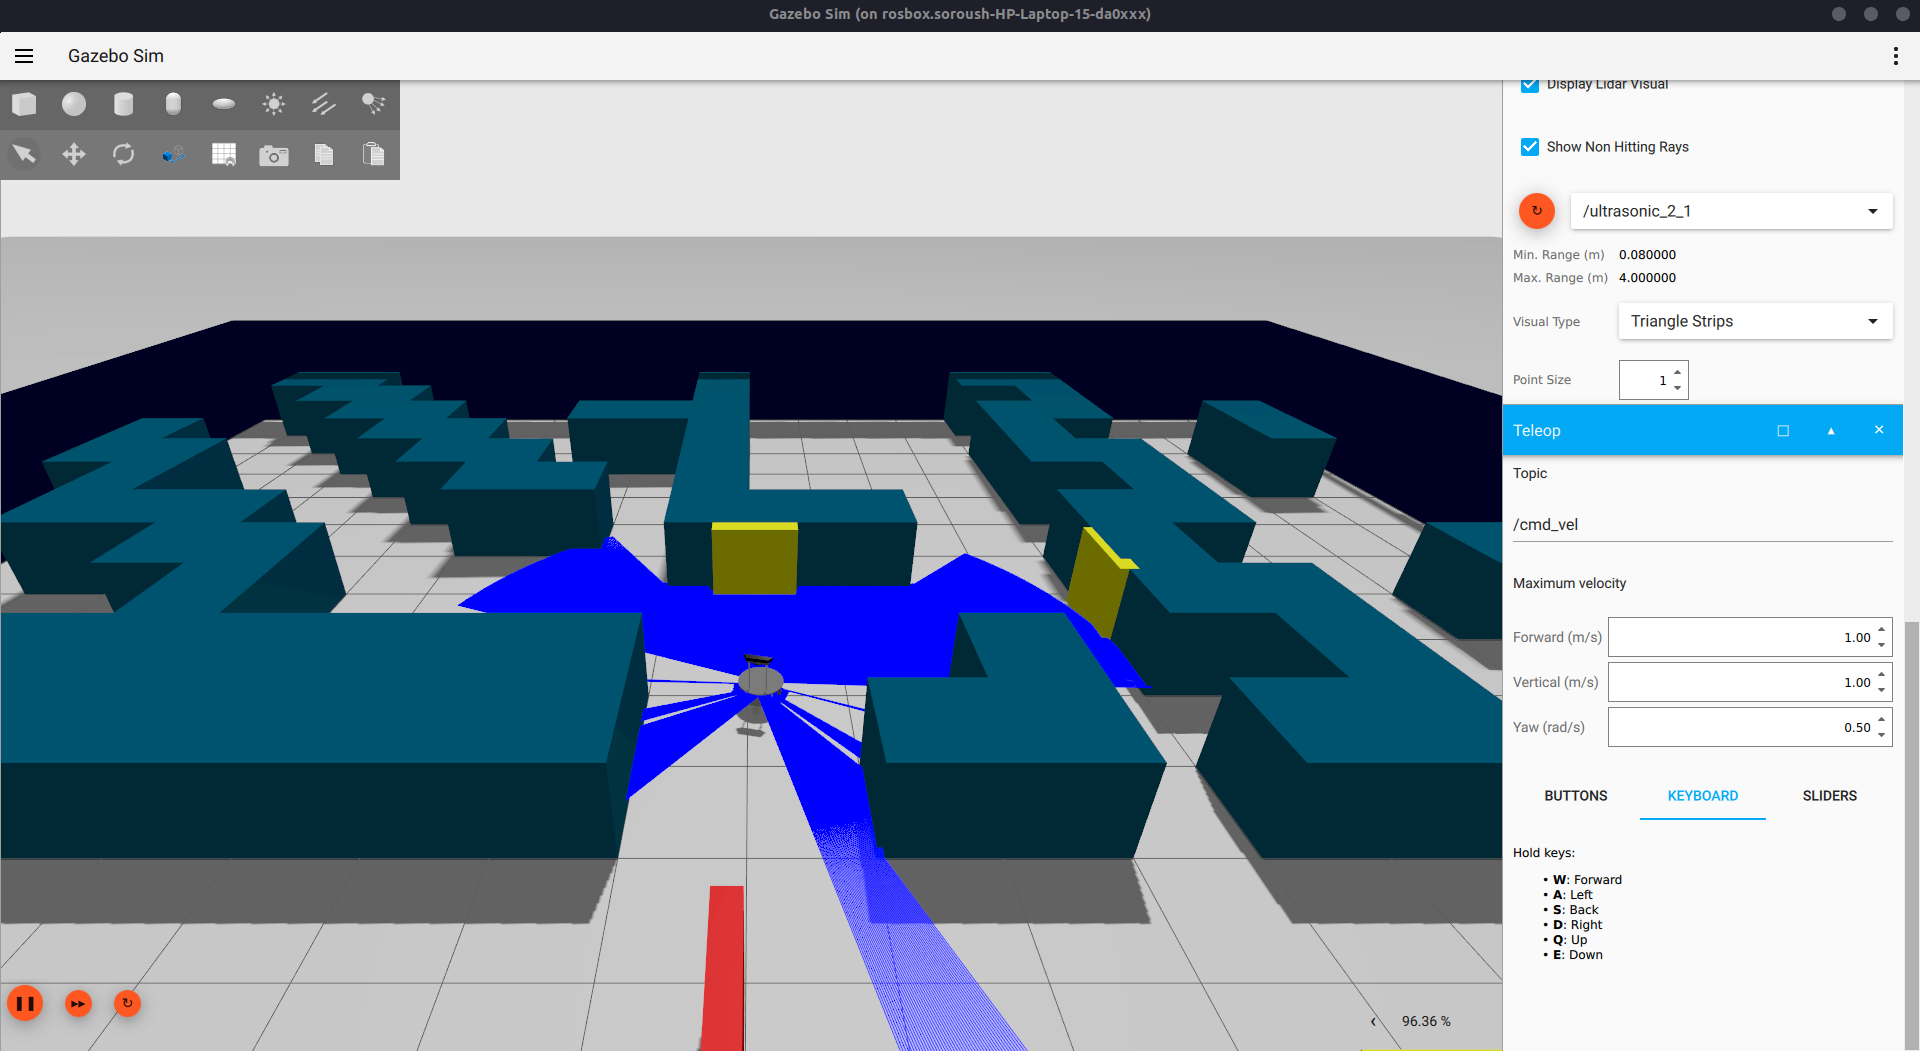 Gazebo Sim (on rosbox.soroush-HP-Laptop-15-da0xxx)
Gazebo Sim
Display Lidar Visual
Show Non Hitting Rays
/ultrasonic_2_1
Min. Range (m) 0.080000
Max. Range (m) 4.000000
Visual Type Triangle Strips
Point Size 1
Teleop
Topic
/cmd_vel
Maximum velocity
Forward (m/s) 1.00
Vertical (m/s) 1.00
Yaw (rad/s) 0.50
BUTTONS KEYBOARD SLIDERS
Hold keys:
• W: Forward
• A: Left
• S: Back
• D: Right
• Q: Up
• E: Down
96.36 %